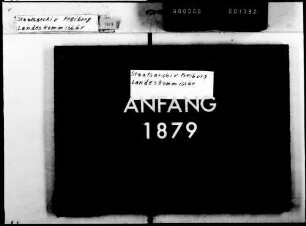 Staatsarchiv Freiburg
Landeskommissär
000000 001382
Staatsarchiv Freiburg
Landeskommissär
ANFANG
1879